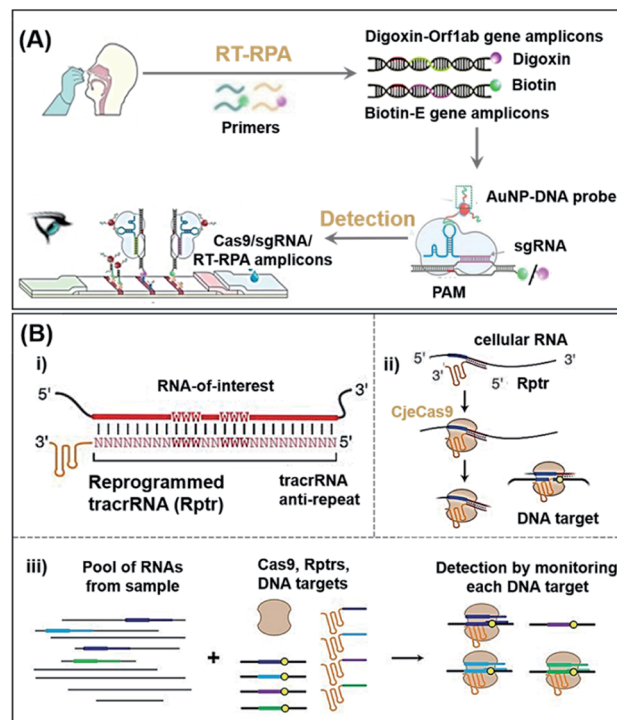 (A)
RT-RPA
Primers
Digoxin-Orf1ab gene amplicons
Digoxin
Biotin
Biotin-E gene amplicons
AuNP-DNA probe
sgRNA
PAM
Detection
Cas9/sgRNA/
RT-RPA amplicons
(B)
i)
5'
RNA-of-interest
3'
WWW WWW
3'
NNNNNNNNNNWWWNNWWWNNNNNNNNNN
5'
Reprogrammed
tracrRNA (Rptr)
tracrRNA
anti-repeat
ii)
cellular RNA
5'
3'
3'
5'
Rptr
CjeCas9
DNA target
iii)
Pool of RNAs
from sample
+
Cas9, Rptrs,
DNA targets
Detection by monitoring
each DNA target